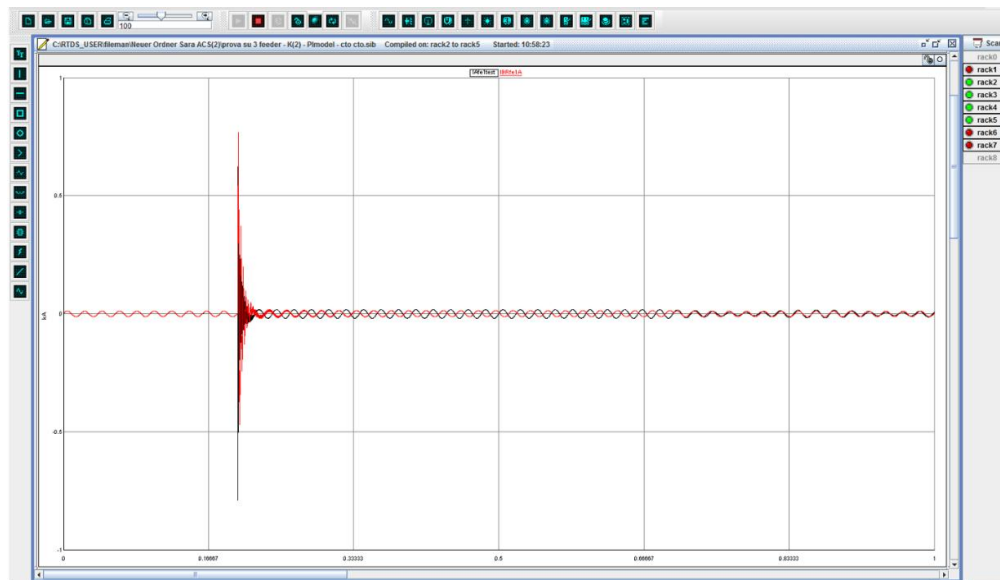 100
C:\RTDS_USER\fileman\Neuer Ordner Sara ACS(2)\prova su 3 feeder - K(2) - PImodel - cto cto.sib Compiled on: rack2 to rack5 Started: 10:58:23
Scan
rack0
rack1
rack2
rack3
rack4
rack5
rack6
rack7
rack8
1
0.5
0
-0.5
-1
kA
0
0.16667
0.33333
0.5
0.66667
0.83333
1